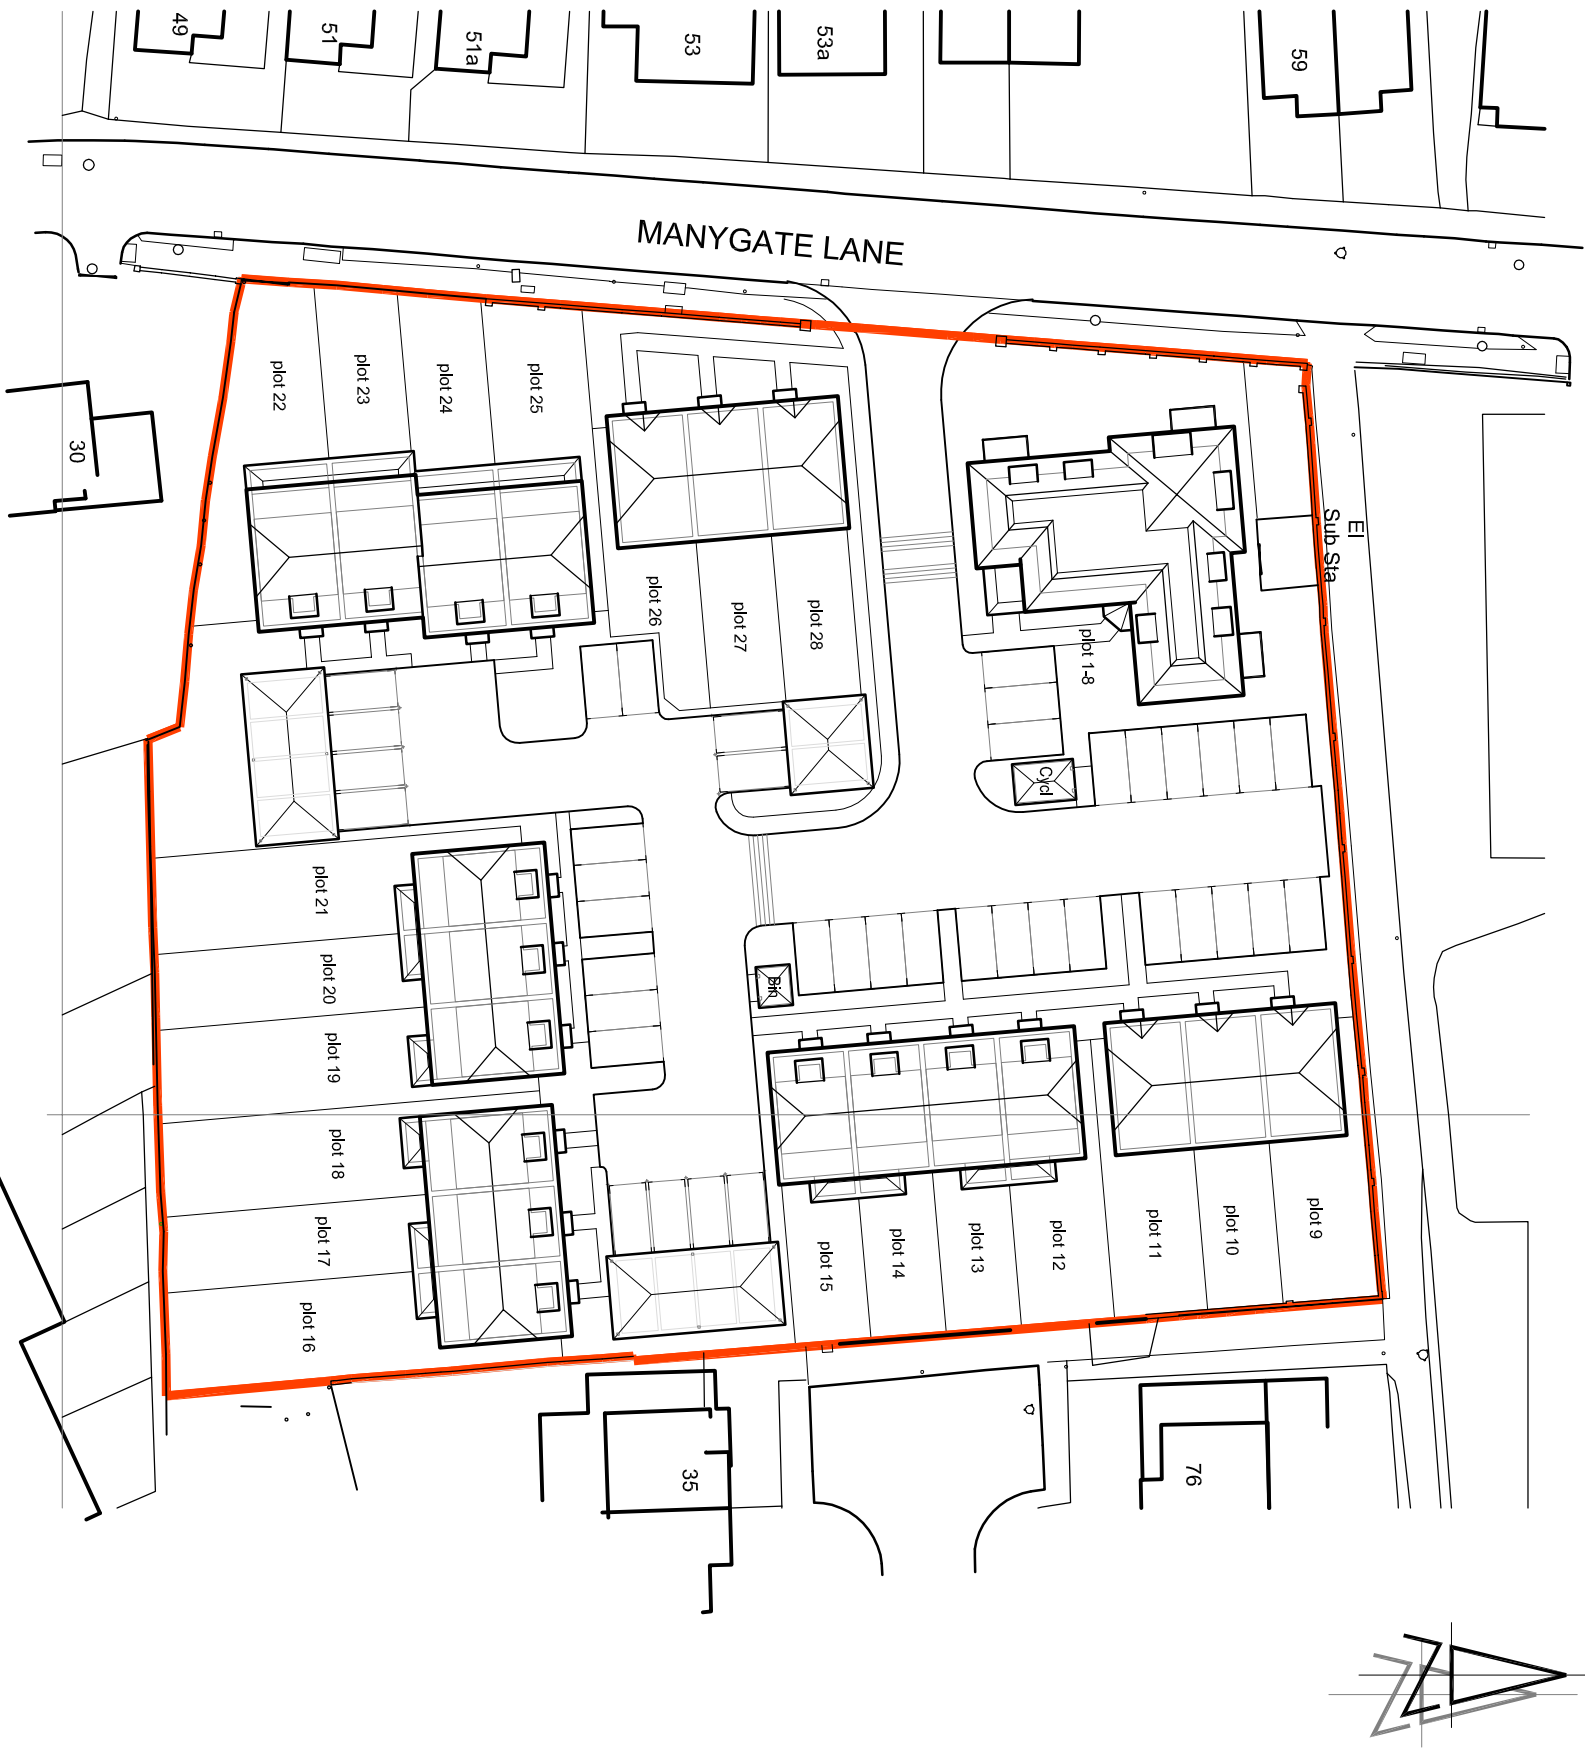 49
51
51a
53
53a
59
MANYGATE LANE
plot 22
plot 23
plot 24
plot 25
30
El
Sub Sta
plot 26
plot 27
plot 28
plot 1-8
Cycl
plot 21
plot 20
Bin
plot 19
plot 18
plot 17
plot 16
plot 15
plot 14
plot 13
plot 12
plot 11
plot 10
plot 9
35
76
N